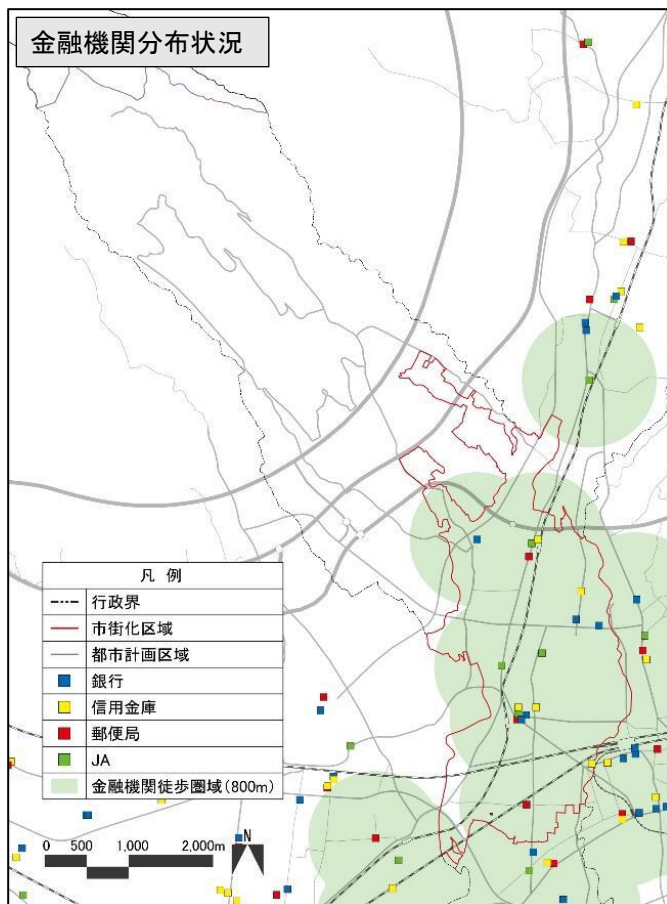 金融機関分布状況
凡 例
行政界
市街化区域
都市計画区域
銀行
信用金庫
郵便局
JA
金融機関徒歩圏域(800m)
0 500 1,000 2,000m
N